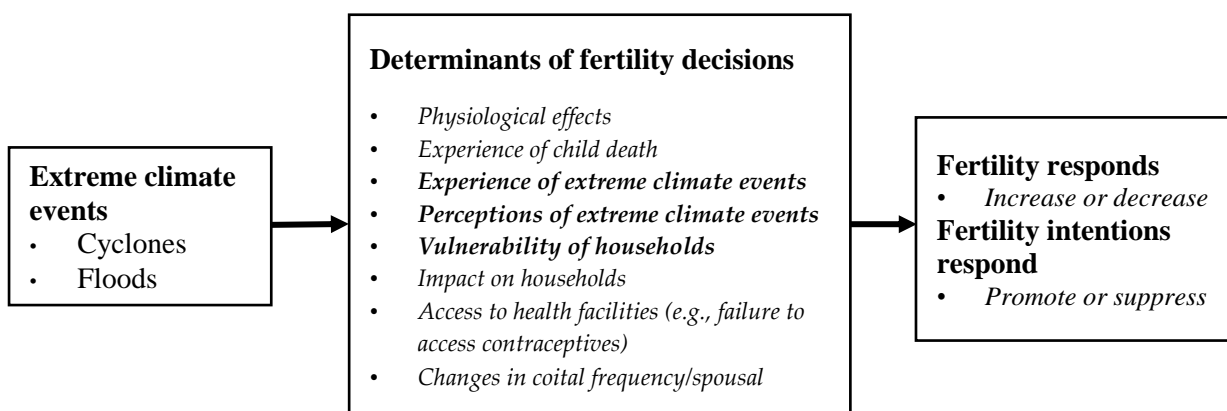 Extreme climate
events
• Cyclones
• Floods
Determinants of fertility decisions
• Physiological effects
• Experience of child death
• Experience of extreme climate events
• Perceptions of extreme climate events
• Vulnerability of households
• Impact on households
• Access to health facilities (e.g., failure to
access contraceptives)
• Changes in coital frequency/spousal
Fertility responds
• Increase or decrease
Fertility intentions
respond
• Promote or suppress